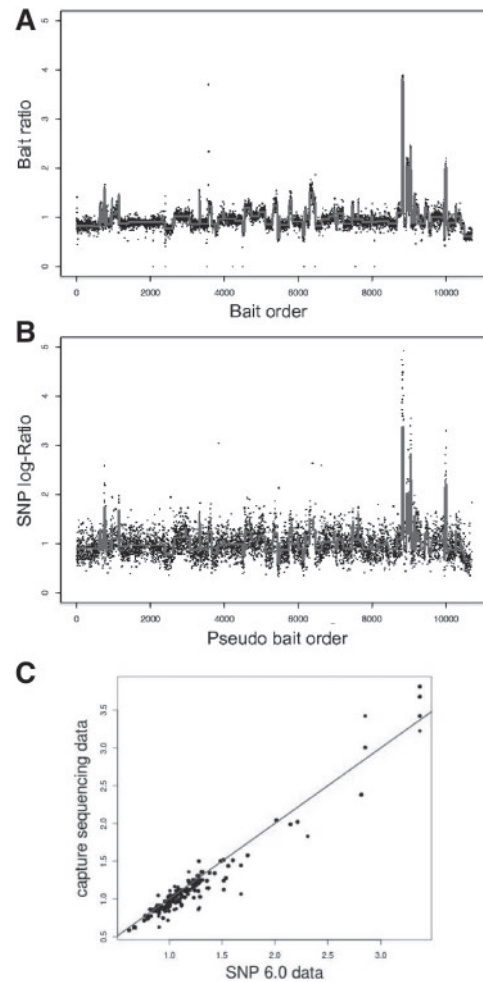 A
5
4
3
2
1
0
Bait ratio
0 2000 4000 6000 8000 10000
Bait order
B
5
4
3
2
1
0
SNP log-Ratio
0 2000 4000 6000 8000 10000
Pseudo bait order
C
3.5
3.0
2.5
2.0
1.5
1.0
0.5
capture sequencing data
1.0 1.5 2.0 2.5 3.0
SNP 6.0 data